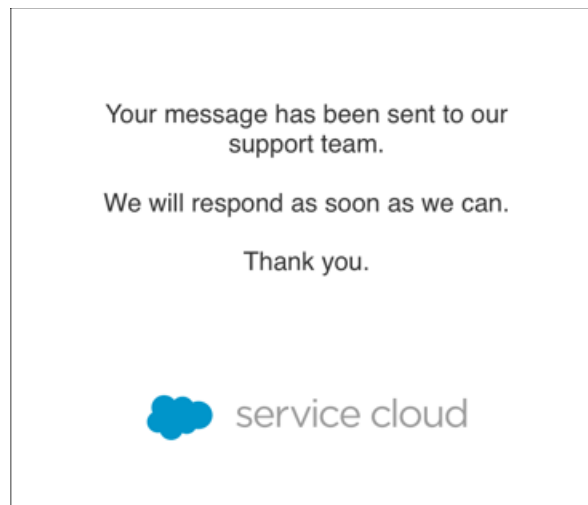 Your message has been sent to our
support team.
We will respond as soon as we can.
Thank you.
service cloud